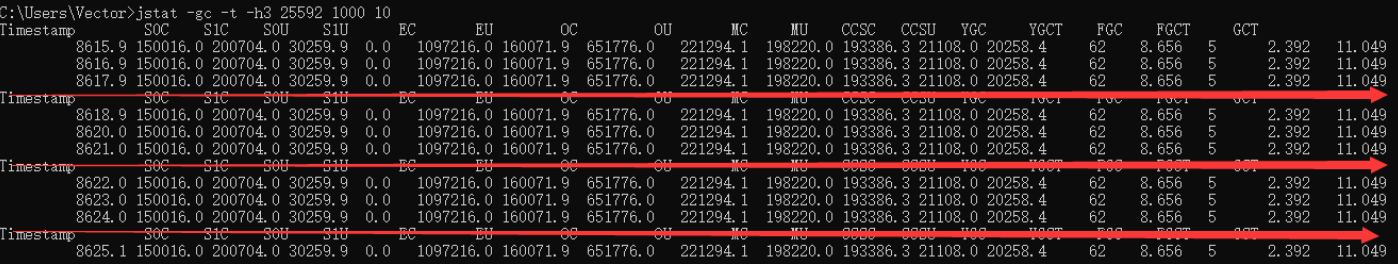 C:\Users\Vector>jstat -gc -t -h3 25592 1000 10
Timestamp S0C S1C S0U S1U EC EU OC OU MC MU CCSC CCSU YGC YGCT FGC FGCT GCT
8615.9 150016.0 200704.0 30259.9 0.0 1097216.0 160071.9 651776.0 221294.1 198220.0 193386.3 21108.0 20258.4 62 8.656 5 2.392 11.049
8616.9 150016.0 200704.0 30259.9 0.0 1097216.0 160071.9 651776.0 221294.1 198220.0 193386.3 21108.0 20258.4 62 8.656 5 2.392 11.049
8617.9 150016.0 200704.0 30259.9 0.0 1097216.0 160071.9 651776.0 221294.1 198220.0 193386.3 21108.0 20258.4 62 8.656 5 2.392 11.049
Timestamp S0C S1C S0U S1U EC EU OC OU MC MU CCSC CCSU YGC YGCT FGC FGCT GCT
8618.9 150016.0 200704.0 30259.9 0.0 1097216.0 160071.9 651776.0 221294.1 198220.0 193386.3 21108.0 20258.4 62 8.656 5 2.392 11.049
8620.0 150016.0 200704.0 30259.9 0.0 1097216.0 160071.9 651776.0 221294.1 198220.0 193386.3 21108.0 20258.4 62 8.656 5 2.392 11.049
8621.0 150016.0 200704.0 30259.9 0.0 1097216.0 160071.9 651776.0 221294.1 198220.0 193386.3 21108.0 20258.4 62 8.656 5 2.392 11.049
Timestamp S0C S1C S0U S1U EC EU OC OU MC MU CCSC CCSU YGC YGCT FGC FGCT GCT
8622.0 150016.0 200704.0 30259.9 0.0 1097216.0 160071.9 651776.0 221294.1 198220.0 193386.3 21108.0 20258.4 62 8.656 5 2.392 11.049
8623.0 150016.0 200704.0 30259.9 0.0 1097216.0 160071.9 651776.0 221294.1 198220.0 193386.3 21108.0 20258.4 62 8.656 5 2.392 11.049
8624.0 150016.0 200704.0 30259.9 0.0 1097216.0 160071.9 651776.0 221294.1 198220.0 193386.3 21108.0 20258.4 62 8.656 5 2.392 11.049
Timestamp S0C S1C S0U S1U EC EU OC OU MC MU CCSC CCSU YGC YGCT FGC FGCT GCT
8625.1 150016.0 200704.0 30259.9 0.0 1097216.0 160071.9 651776.0 221294.1 198220.0 193386.3 21108.0 20258.4 62 8.656 5 2.392 11.049